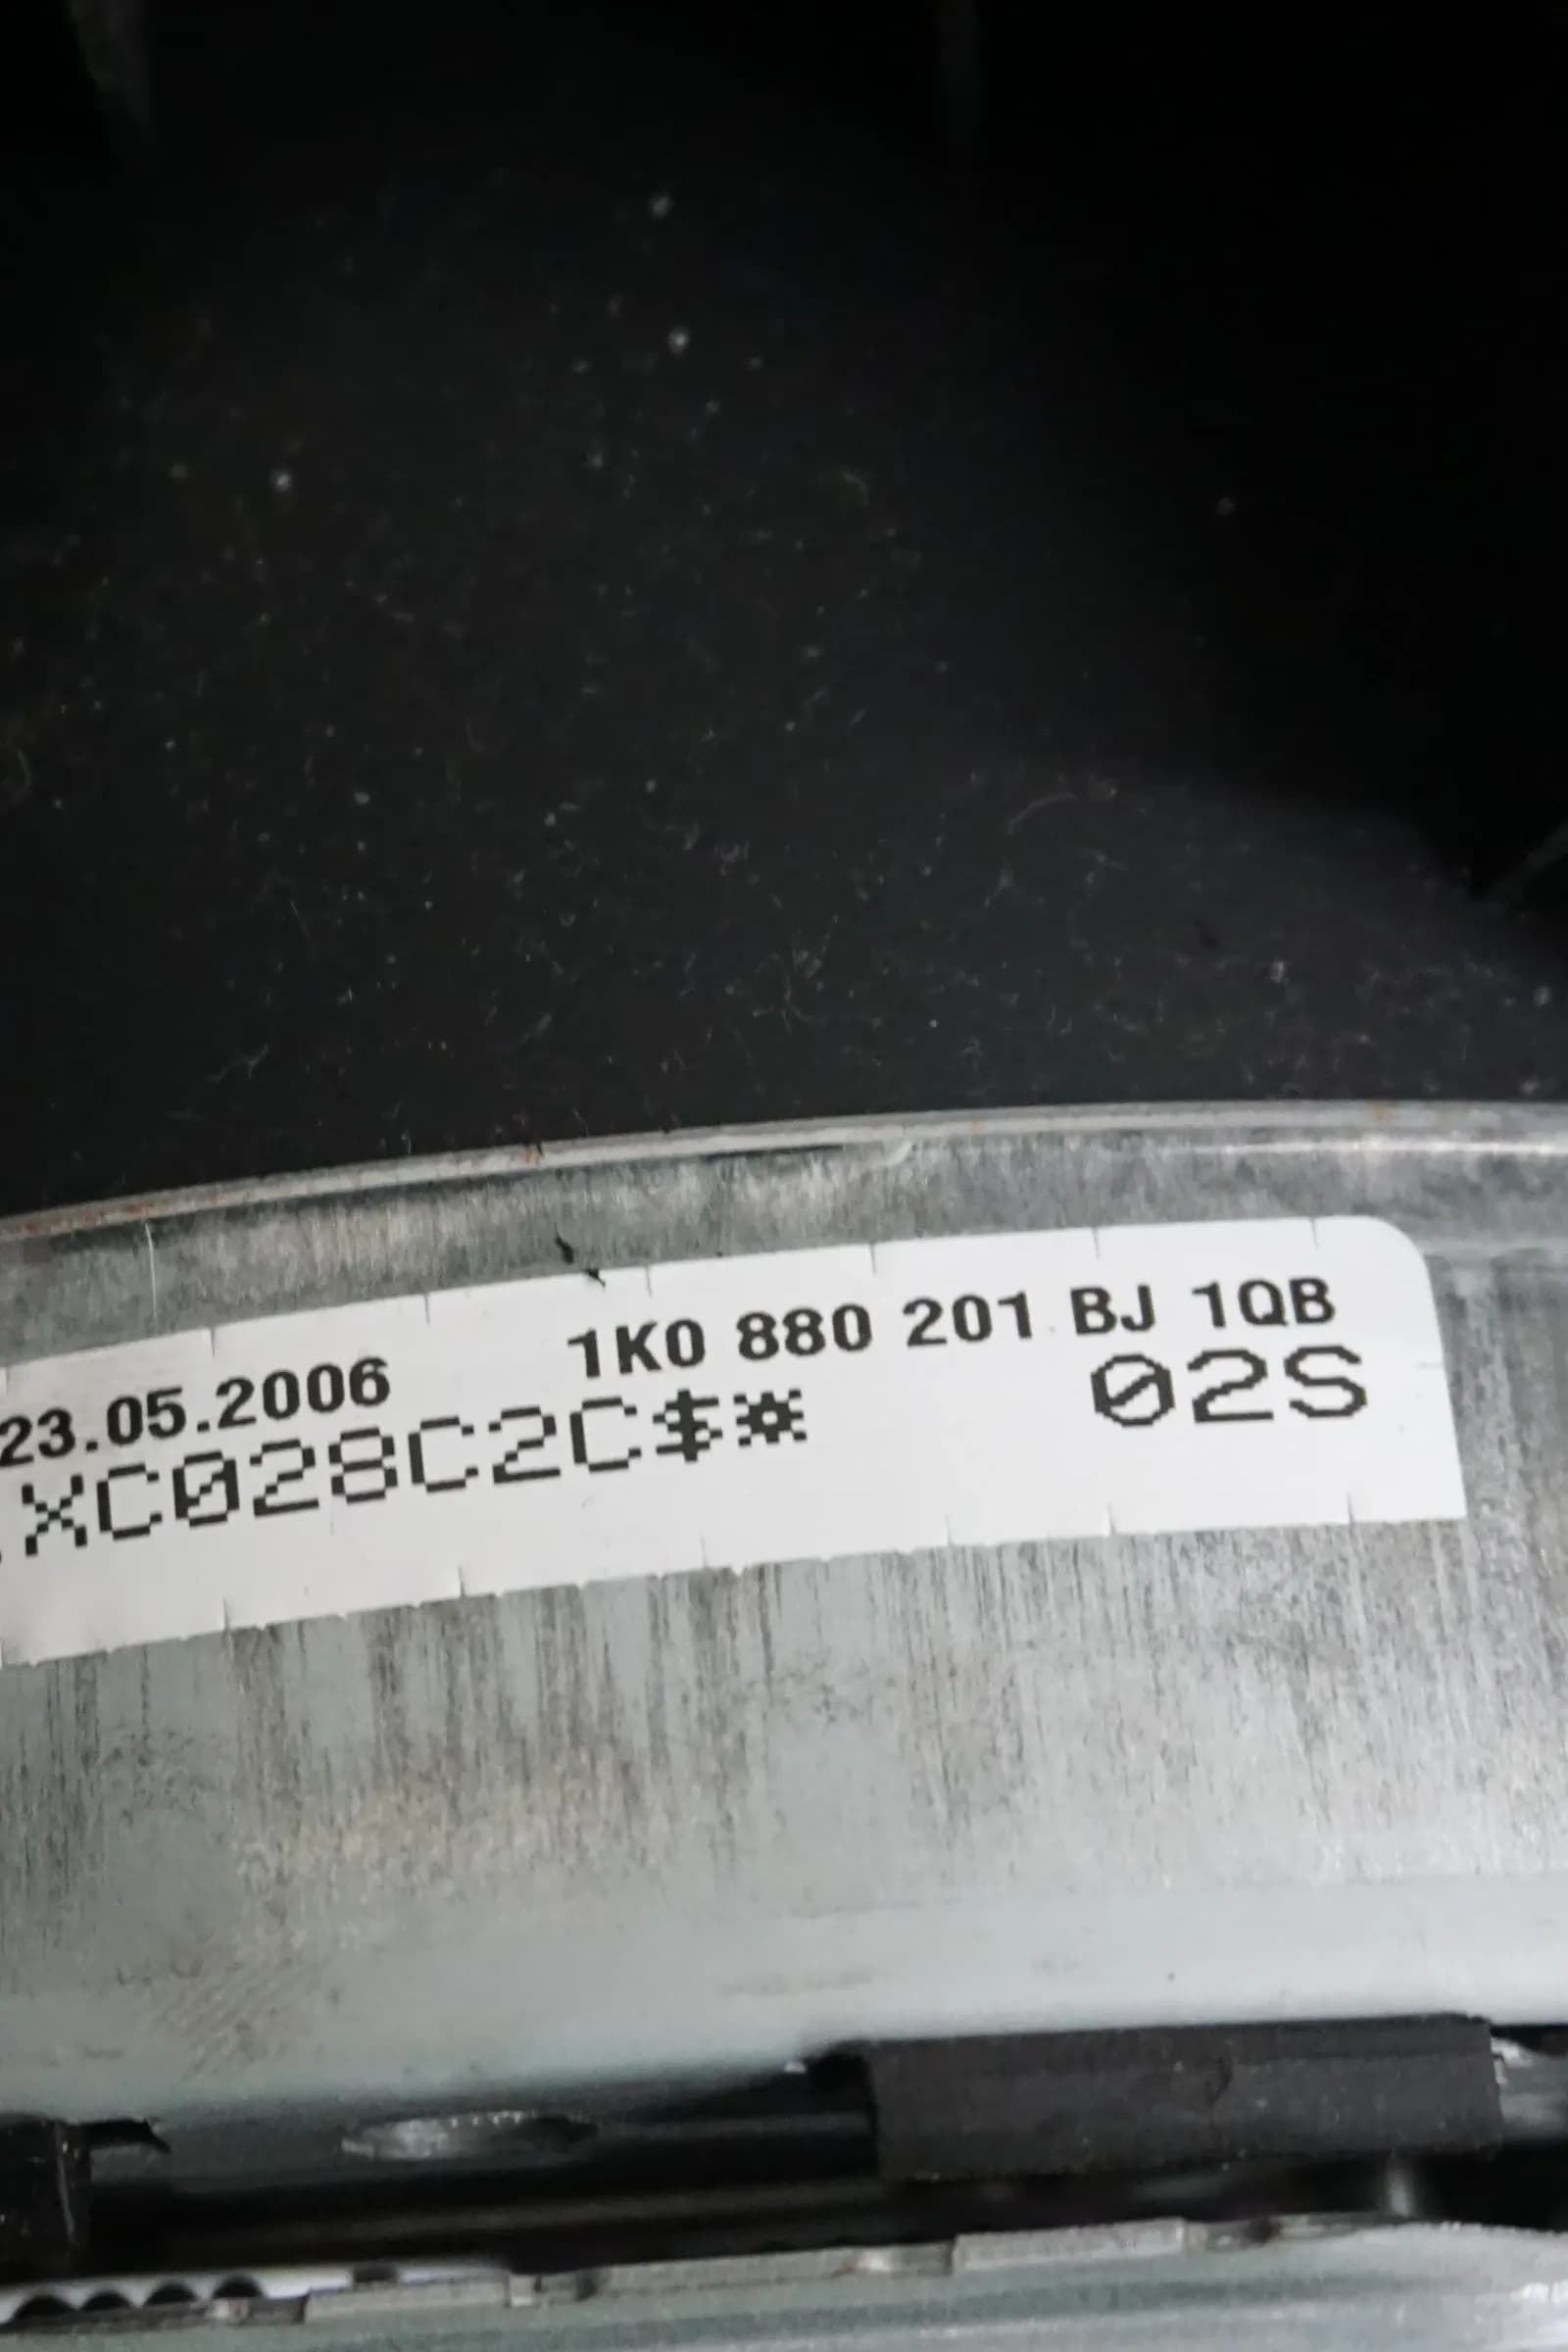 23.05.2006 1K0 880 201 BJ 1QB
XC028C2C$* 02S